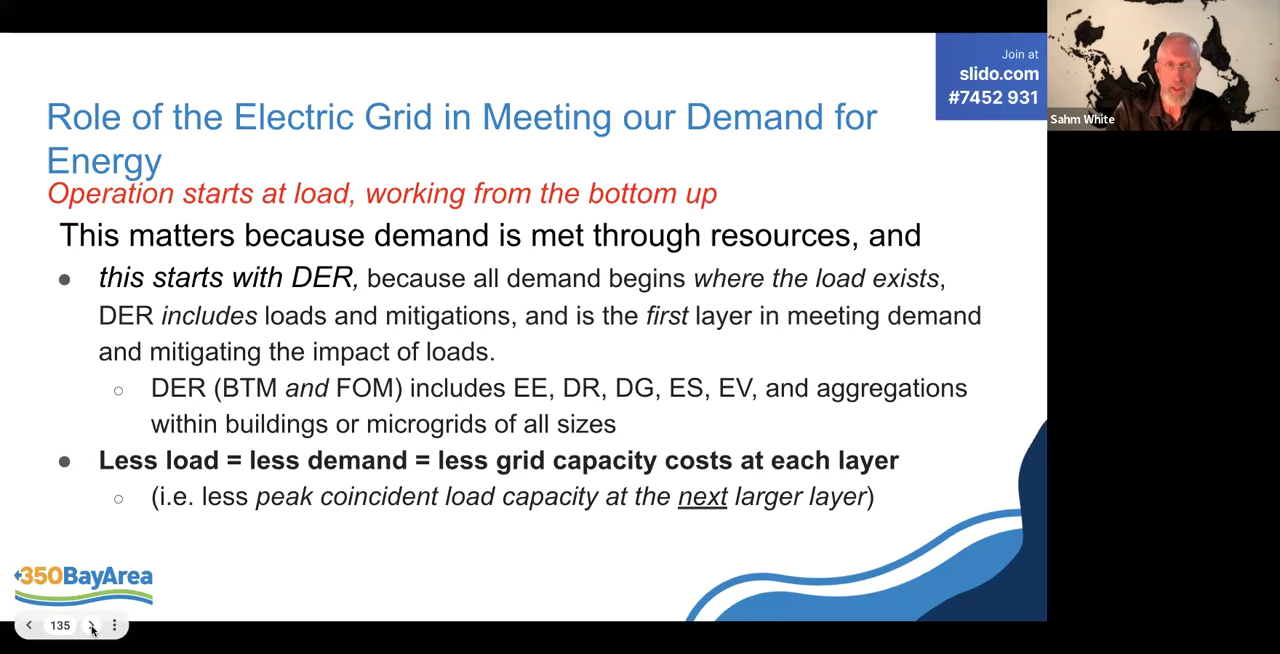 Join at
slido.com
#7452 931
Sahm White
Role of the Electric Grid in Meeting our Demand for
Energy
Operation starts at load, working from the bottom up
This matters because demand is met through resources, and
● this starts with DER, because all demand begins where the load exists,
DER includes loads and mitigations, and is the first layer in meeting demand
and mitigating the impact of loads.
○ DER (BTM and FOM) includes EE, DR, DG, ES, EV, and aggregations
within buildings or microgrids of all sizes
● Less load = less demand = less grid capacity costs at each layer
○ (i.e. less peak coincident load capacity at the next larger layer)
350BayArea
135